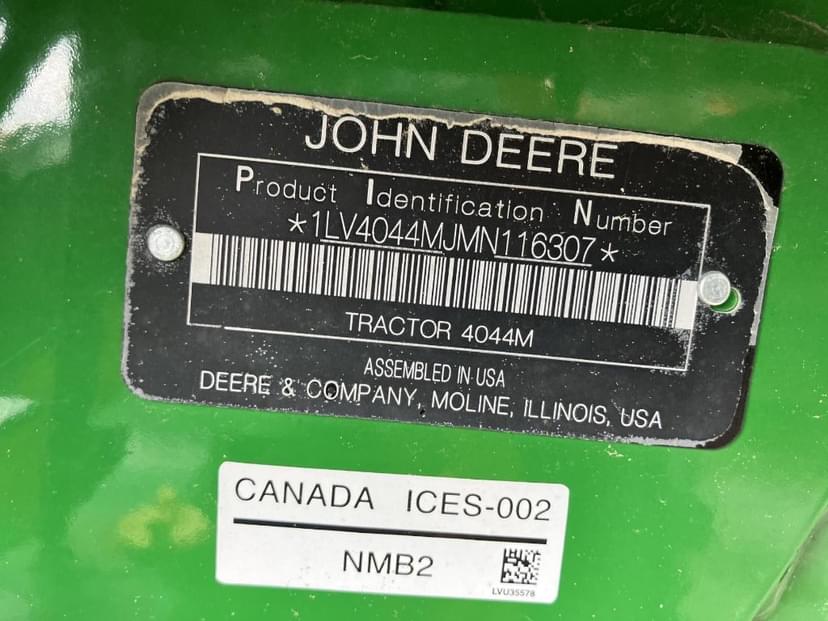 JOHN DEERE
Product Identification Number
*1LV4044MJMN116307*
TRACTOR 4044M
ASSEMBLED IN USA
DEERE & COMPANY, MOLINE, ILLINOIS, USA
CANADA ICES-002
NMB2
LVU35578